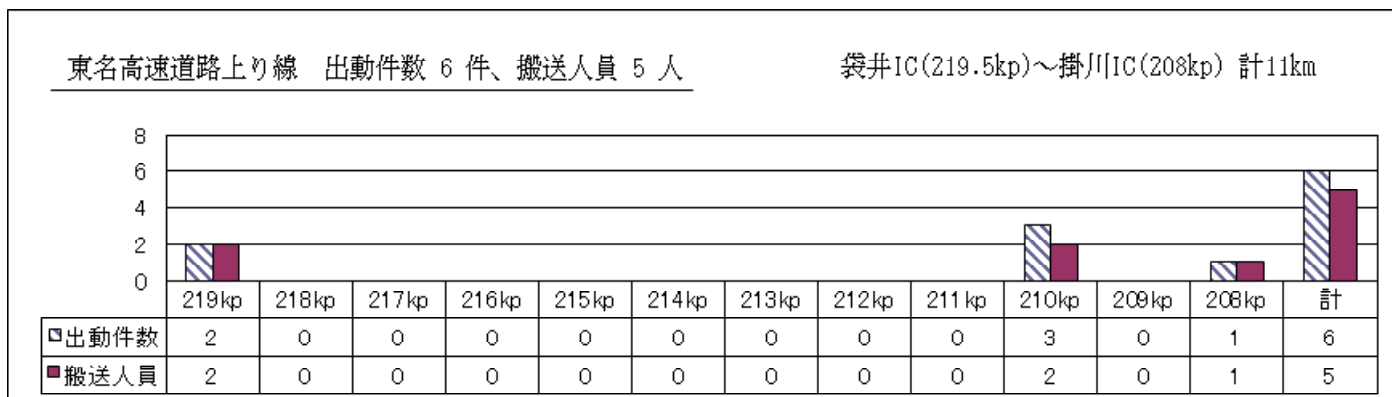 東名高速道路上り線　出動件数 6 件、搬送人員 5 人　袋井IC(219.5kp)～掛川IC(208kp) 計11km
8
6
4
2
0
219kp 218kp 217kp 216kp 215kp 214kp 213kp 212kp 211kp 210kp 209kp 208kp 計
出動件数 2 0 0 0 0 0 0 0 0 3 0 1 6
搬送人員 2 0 0 0 0 0 0 0 0 2 0 1 5